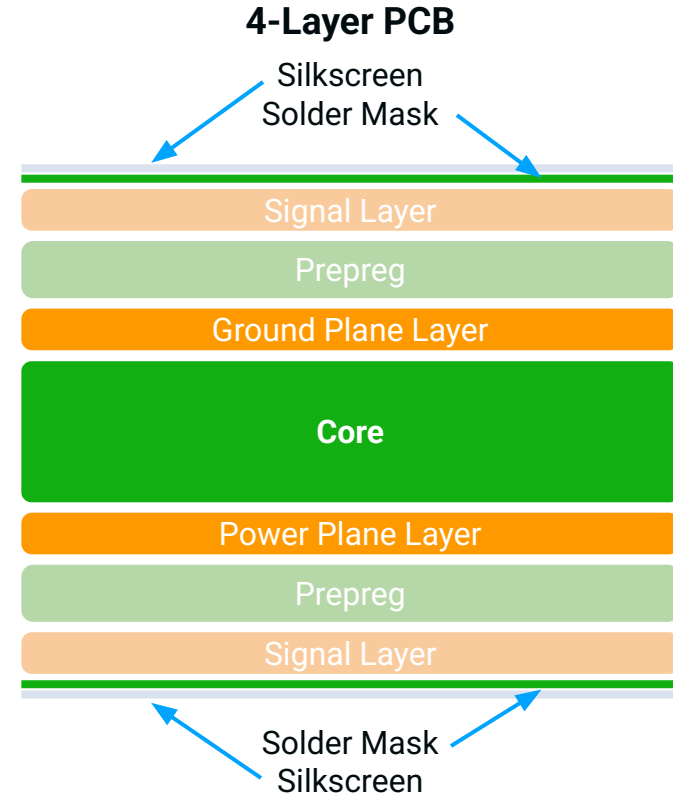 4-Layer PCB
Silkscreen
Solder Mask
Signal Layer
Prepreg
Ground Plane Layer
Core
Power Plane Layer
Prepreg
Signal Layer
Solder Mask
Silkscreen